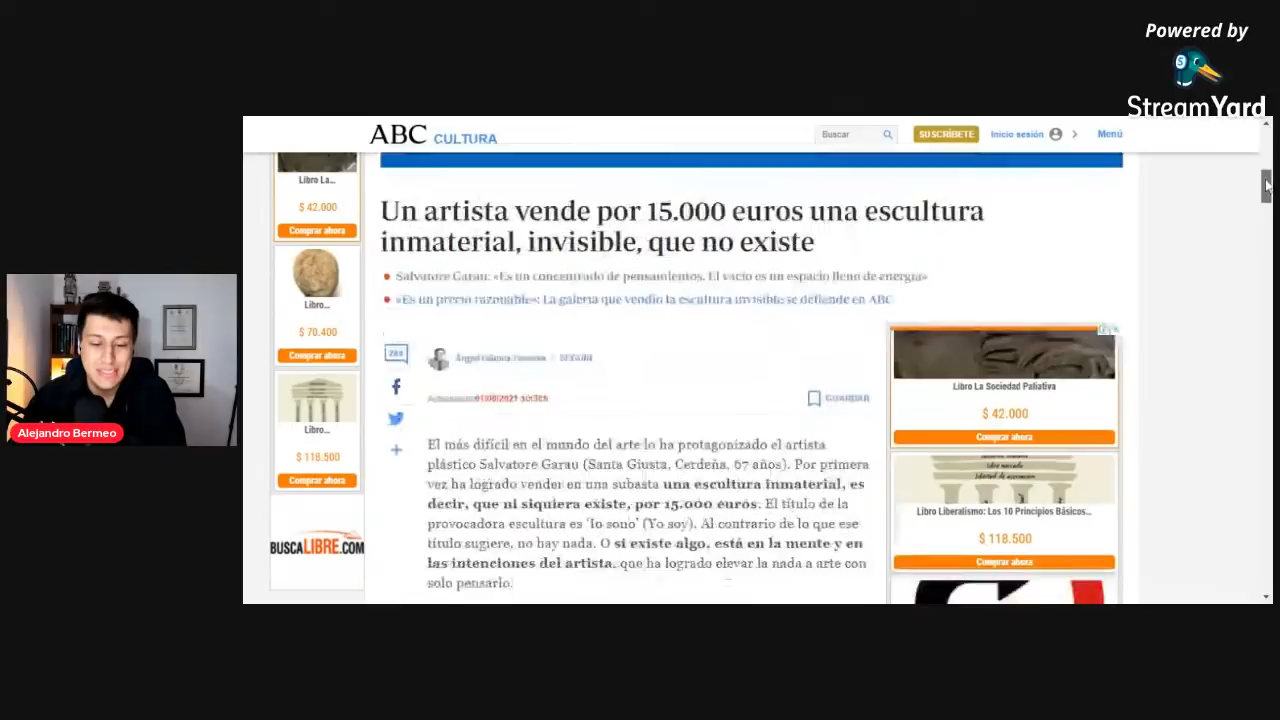 Powered by
StreamYard
ABC CULTURA
Buscar
SUSCRÍBETE
Inicio sesión
Menú
Libro La...
$ 42.000
Comprar ahora
Libro...
$ 70.400
Comprar ahora
Libro...
$ 118.500
Comprar ahora
BUSCALIBRE.COM
Un artista vende por 15.000 euros una escultura
inmaterial, invisible, que no existe
Salvatore Garau: «Es un concentrado de pensamientos. El vacío es un espacio lleno de energía»
«Es un precio razonable»: La galería que vendió la escultura invisible se defiende en ABC
01/06/2021
GUARDAR
El más difícil en el mundo del arte lo ha protagonizado el artista
plástico Salvatore Garau (Santa Giusta, Cerdeña, 67 años). Por primera
vez ha logrado vender en una subasta una escultura inmaterial, es
decir, que ni siquiera existe, por 15.000 euros. El título de la
provocadora escultura es 'Io sono' (Yo soy). Al contrario de lo que ese
título sugiere, no hay nada. O si existe algo, está en la mente y en
las intenciones del artista, que ha logrado elevar la nada a arte con
solo pensarlo.
Libro La Sociedad Paliativa
$ 42.000
Comprar ahora
Libro Liberalismo: Los 10 Principios Básicos...
$ 118.500
Comprar ahora
Alejandro Bermeo